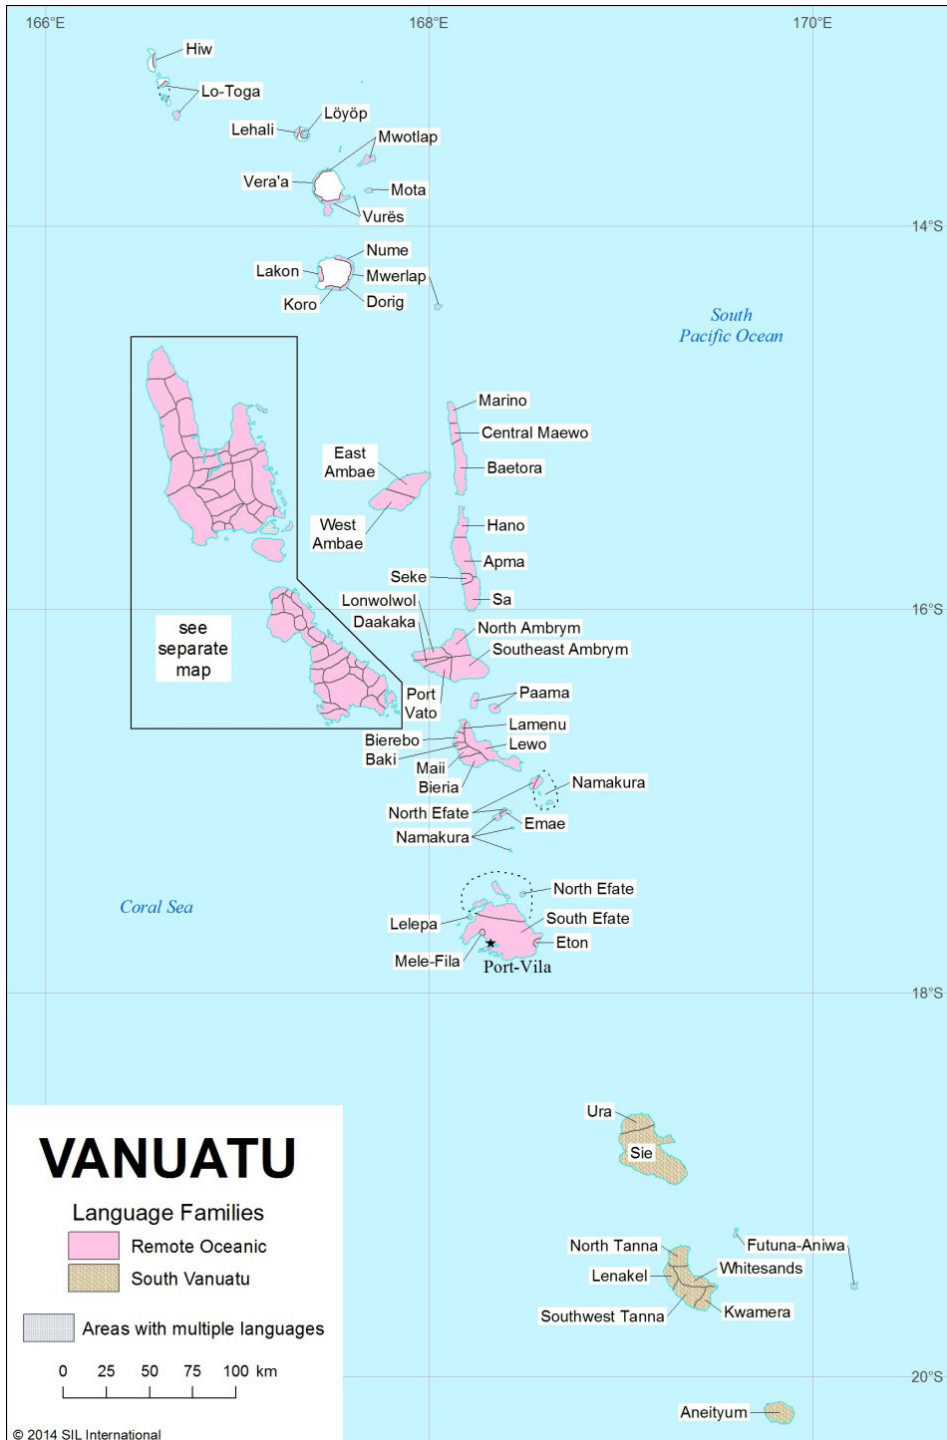 166°E
168°E
170°E
Hiw
Lo-Toga
Löyöp
Lehali
Mwotlap
Vera'a
Mota
Vurës
14°S
Nume
Lakon
Mwerlap
Koro
Dorig
South
Pacific Ocean
Marino
Central Maewo
East
Ambae
Baetora
West
Ambae
Hano
Apma
Seke
Sa
Lonwolwol
Daakaka
16°S
North Ambrym
Southeast Ambrym
see
separate
map
Port
Vato
Paama
Lamenu
Bierebo
Lewo
Baki
Maii
Bieria
Namakura
North Efate
Emae
Namakura
Coral Sea
North Efate
Lelepa
South Efate
Eton
Mele-Fila
Port-Vila
18°S
Ura
Sie
North Tanna
Futuna-Aniwa
Lenakel
Whitesands
Southwest Tanna
Kwamera
20°S
Aneityum
VANUATU
Language Families
Remote Oceanic
South Vanuatu
Areas with multiple languages
0 25 50 75 100 km
© 2014 SIL International